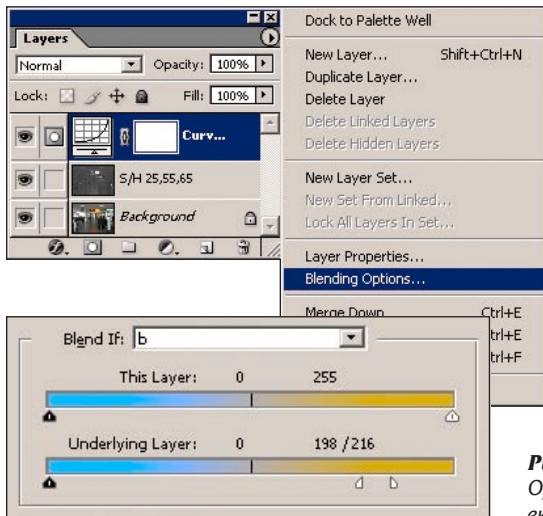 Layers
Normal Opacity: 100%
Lock: Fill: 100%
Curv...
S/H 25,55,65
Background
Dock to Palette Well
New Layer... Shift+Ctrl+N
Duplicate Layer...
Delete Layer
Delete Linked Layers
Delete Hidden Layers
New Layer Set...
New Set From Linked...
Lock All Layers In Set...
Layer Properties...
Blending Options...
Merge Down Ctrl+E
trl+E
trl+F
Blend If: b
This Layer: 0 255
Underlying Layer: 0 198 / 216